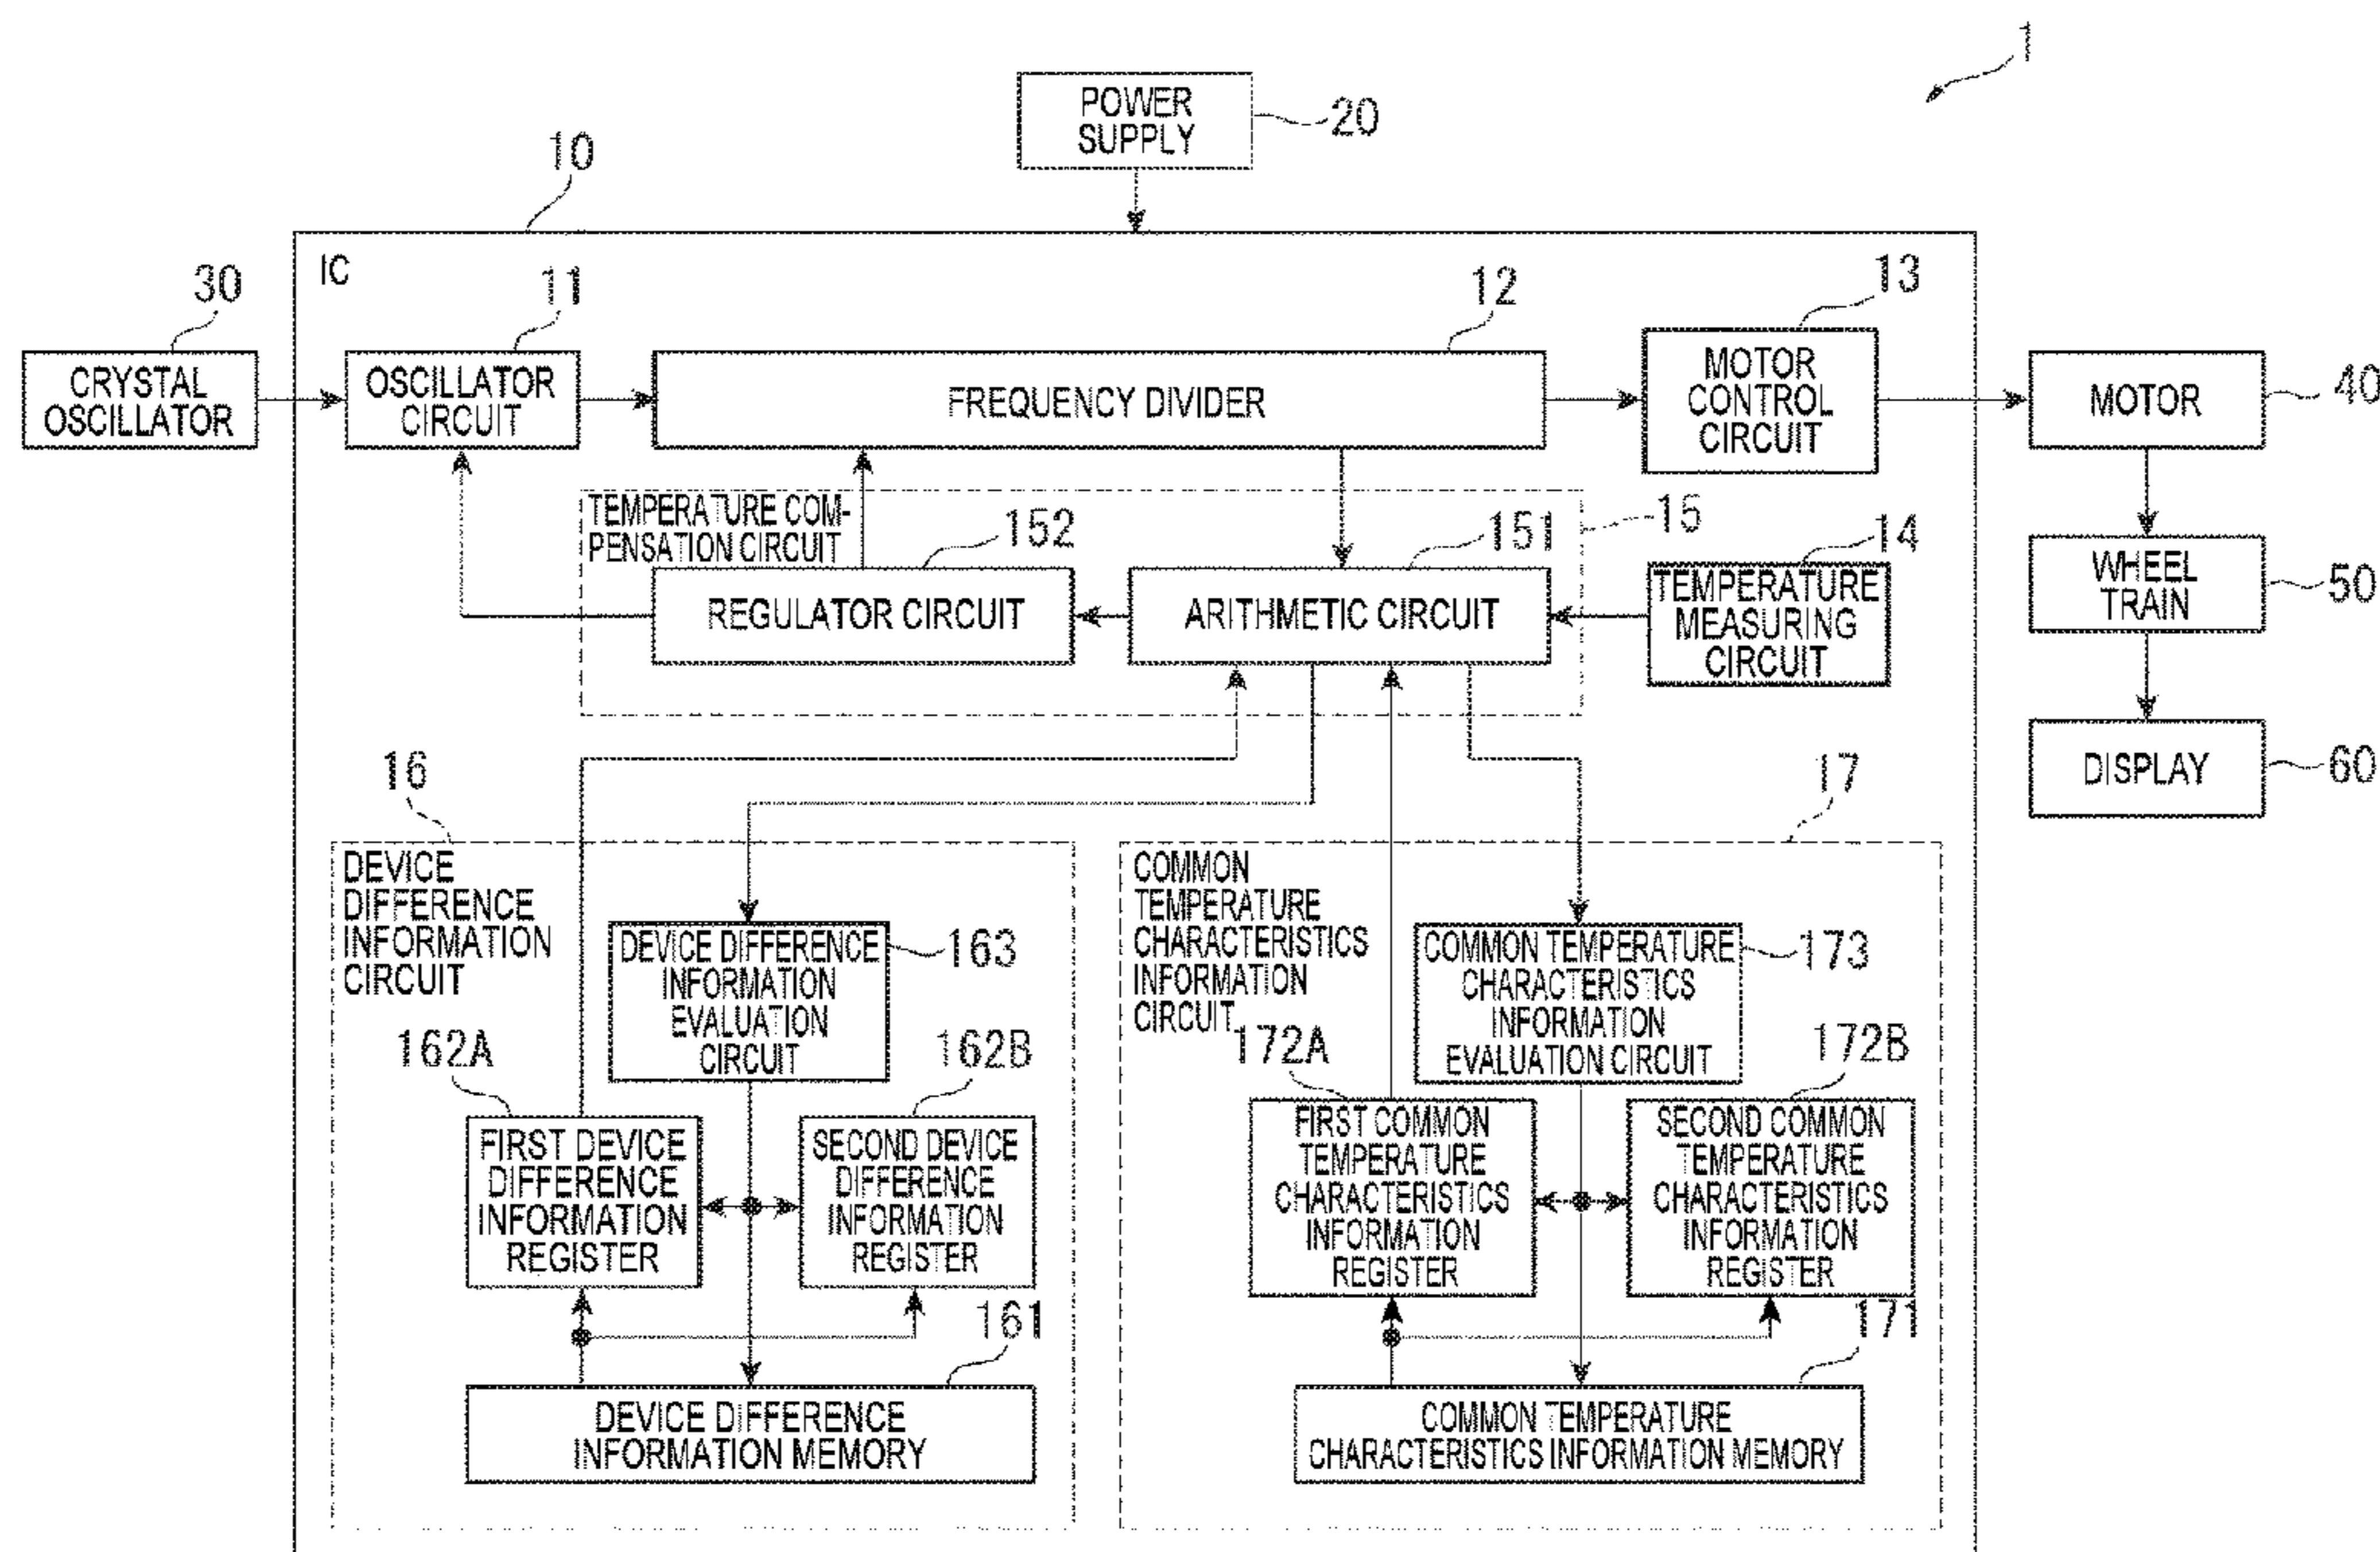 1
POWER
SUPPLY
20
10
IC
30
11
12
13
CRYSTAL
OSCILLATOR
OSCILLATOR
CIRCUIT
FREQUENCY DIVIDER
MOTOR
CONTROL
CIRCUIT
MOTOR
40
TEMPERATURE COM-
PENSATION CIRCUIT
152
151
15
14
REGULATOR CIRCUIT
ARITHMETIC CIRCUIT
TEMPERATURE
MEASURING
CIRCUIT
WHEEL
TRAIN
50
DISPLAY
60
16
17
DEVICE
DIFFERENCE
INFORMATION
CIRCUIT
DEVICE DIFFERENCE
INFORMATION
EVALUATION
CIRCUIT
163
COMMON
TEMPERATURE
CHARACTERISTICS
INFORMATION
CIRCUIT
COMMON TEMPERATURE
CHARACTERISTICS
INFORMATION
EVALUATION CIRCUIT
173
162A
162B
172A
172B
FIRST DEVICE
DIFFERENCE
INFORMATION
REGISTER
SECOND DEVICE
DIFFERENCE
INFORMATION
REGISTER
FIRST COMMON
TEMPERATURE
CHARACTERISTICS
INFORMATION
REGISTER
SECOND COMMON
TEMPERATURE
CHARACTERISTICS
INFORMATION
REGISTER
161
171
DEVICE DIFFERENCE
INFORMATION MEMORY
COMMON TEMPERATURE
CHARACTERISTICS INFORMATION MEMORY